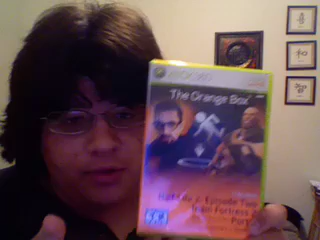 XBOX 360
The Orange Box
Half-Life 2: Episode Two
Team Fortress 2
Portal